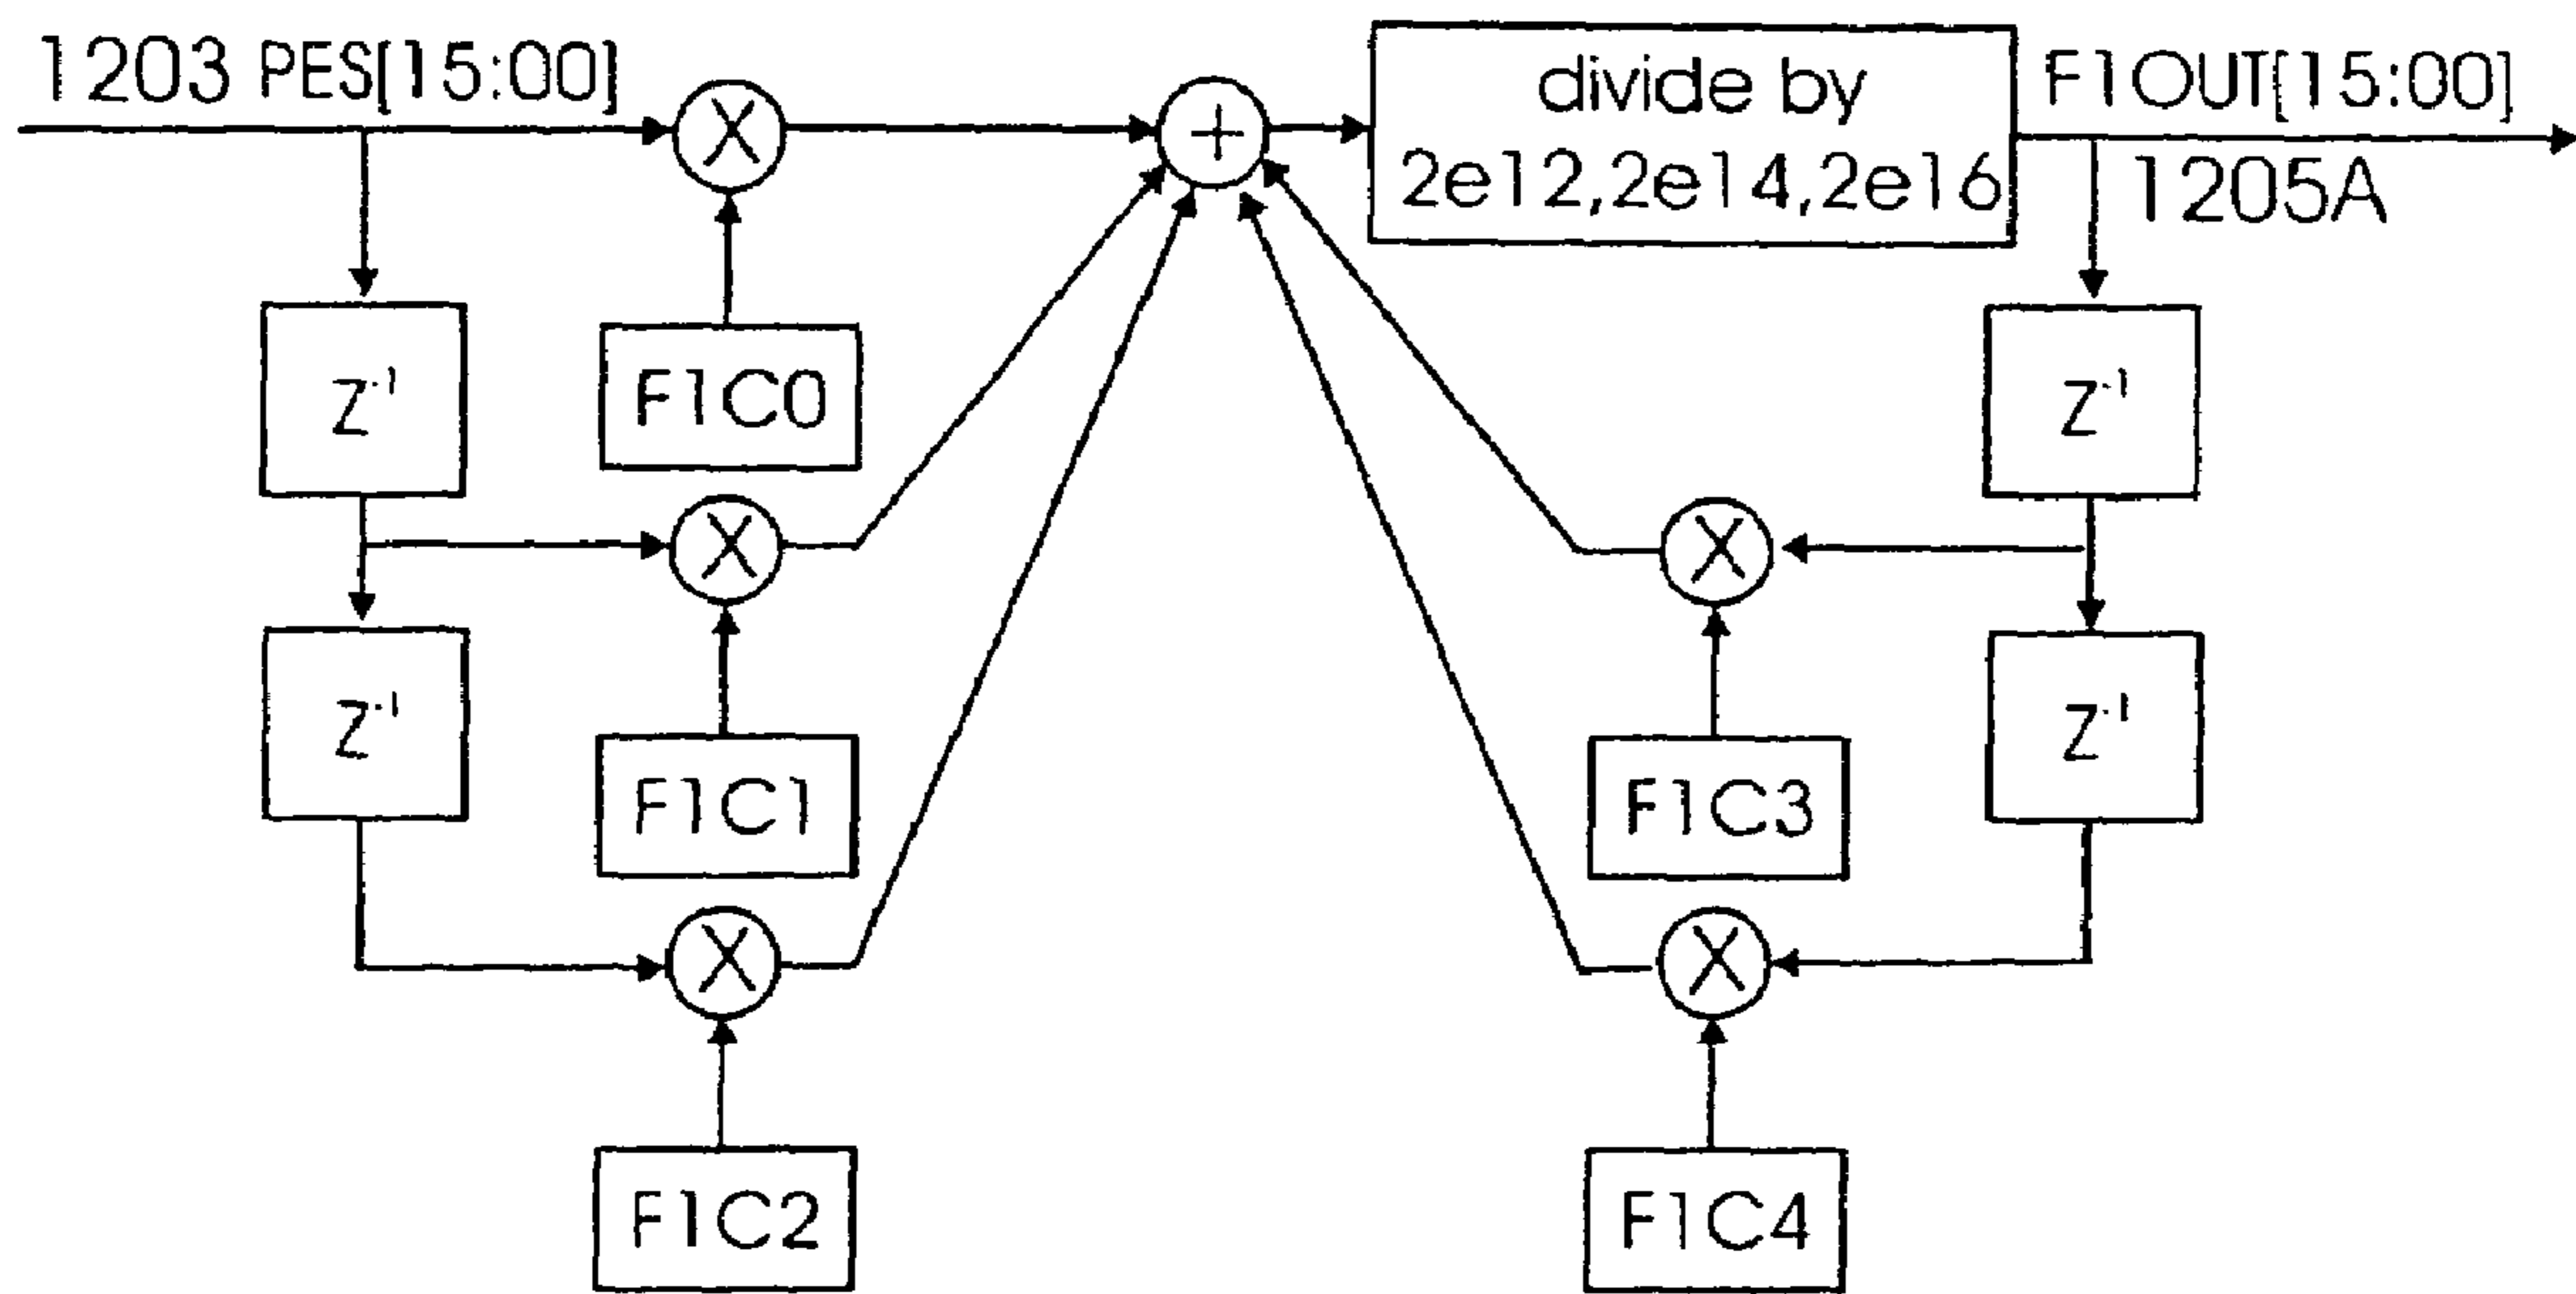 1203 PES[15:00]
X
+
divide by
2e12,2e14,2e16
F1OUT[15:00]
1205A
Z⁻¹
F1C0
Z⁻¹
X
X
Z⁻¹
F1C1
F1C3
Z⁻¹
X
X
F1C2
F1C4